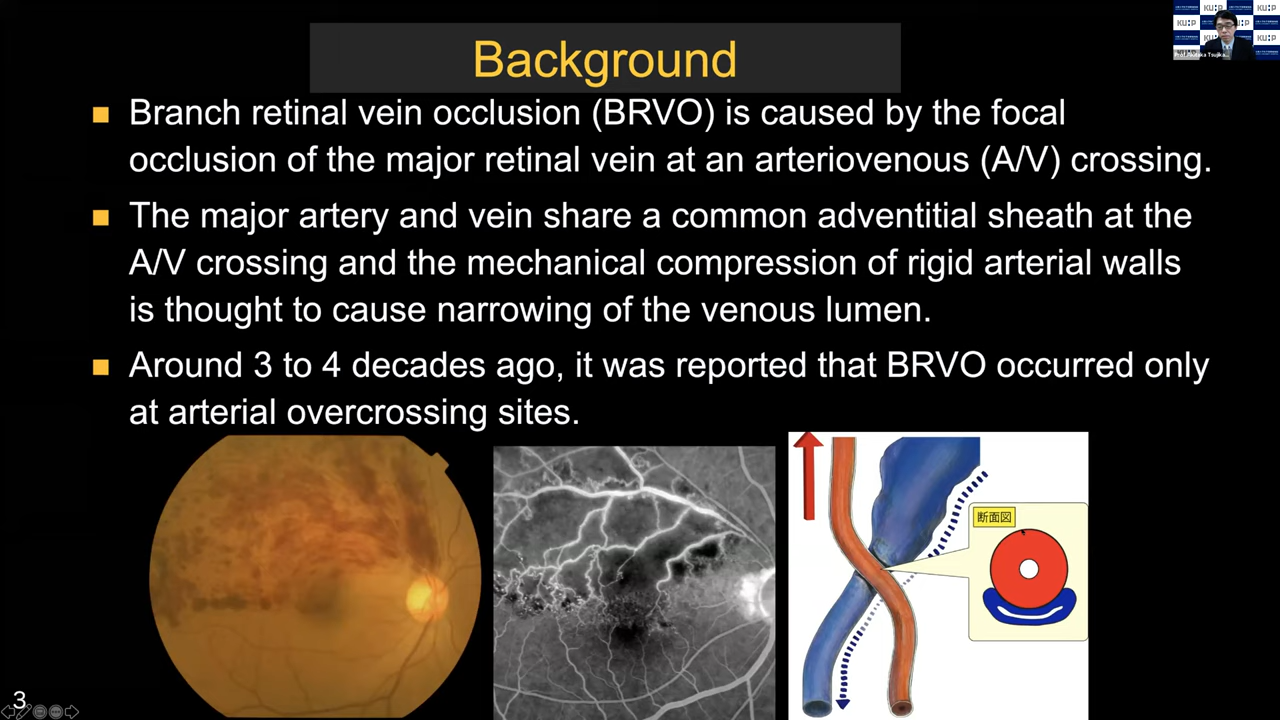 Background
Branch retinal vein occlusion (BRVO) is caused by the focal
occlusion of the major retinal vein at an arteriovenous (A/V) crossing.
The major artery and vein share a common adventitial sheath at the
A/V crossing and the mechanical compression of rigid arterial walls
is thought to cause narrowing of the venous lumen.
Around 3 to 4 decades ago, it was reported that BRVO occurred only
at arterial overcrossing sites.
断面図
3